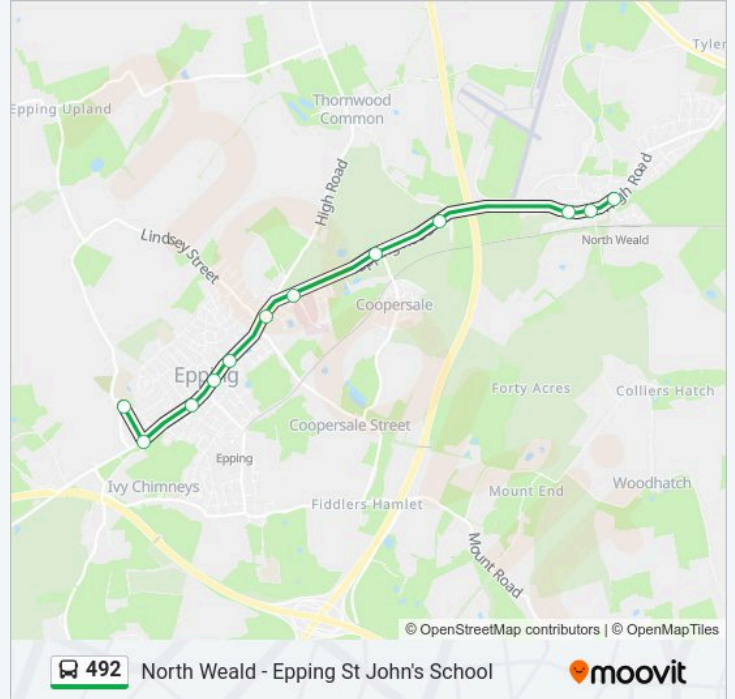 Tyler
Epping Upland
Thornwood
Common
High Road
High Road
Lindsey Street
North Weald
Epping
Coopersale
Epping
Forty Acres
Colliers Hatch
Coopersale Street
Epping
Ivy Chimneys
Mount End
Woodhatch
Fiddlers Hamlet
Mount Road
© OpenStreetMap contributors | © OpenMapTiles
492 North Weald - Epping St John's School moovit